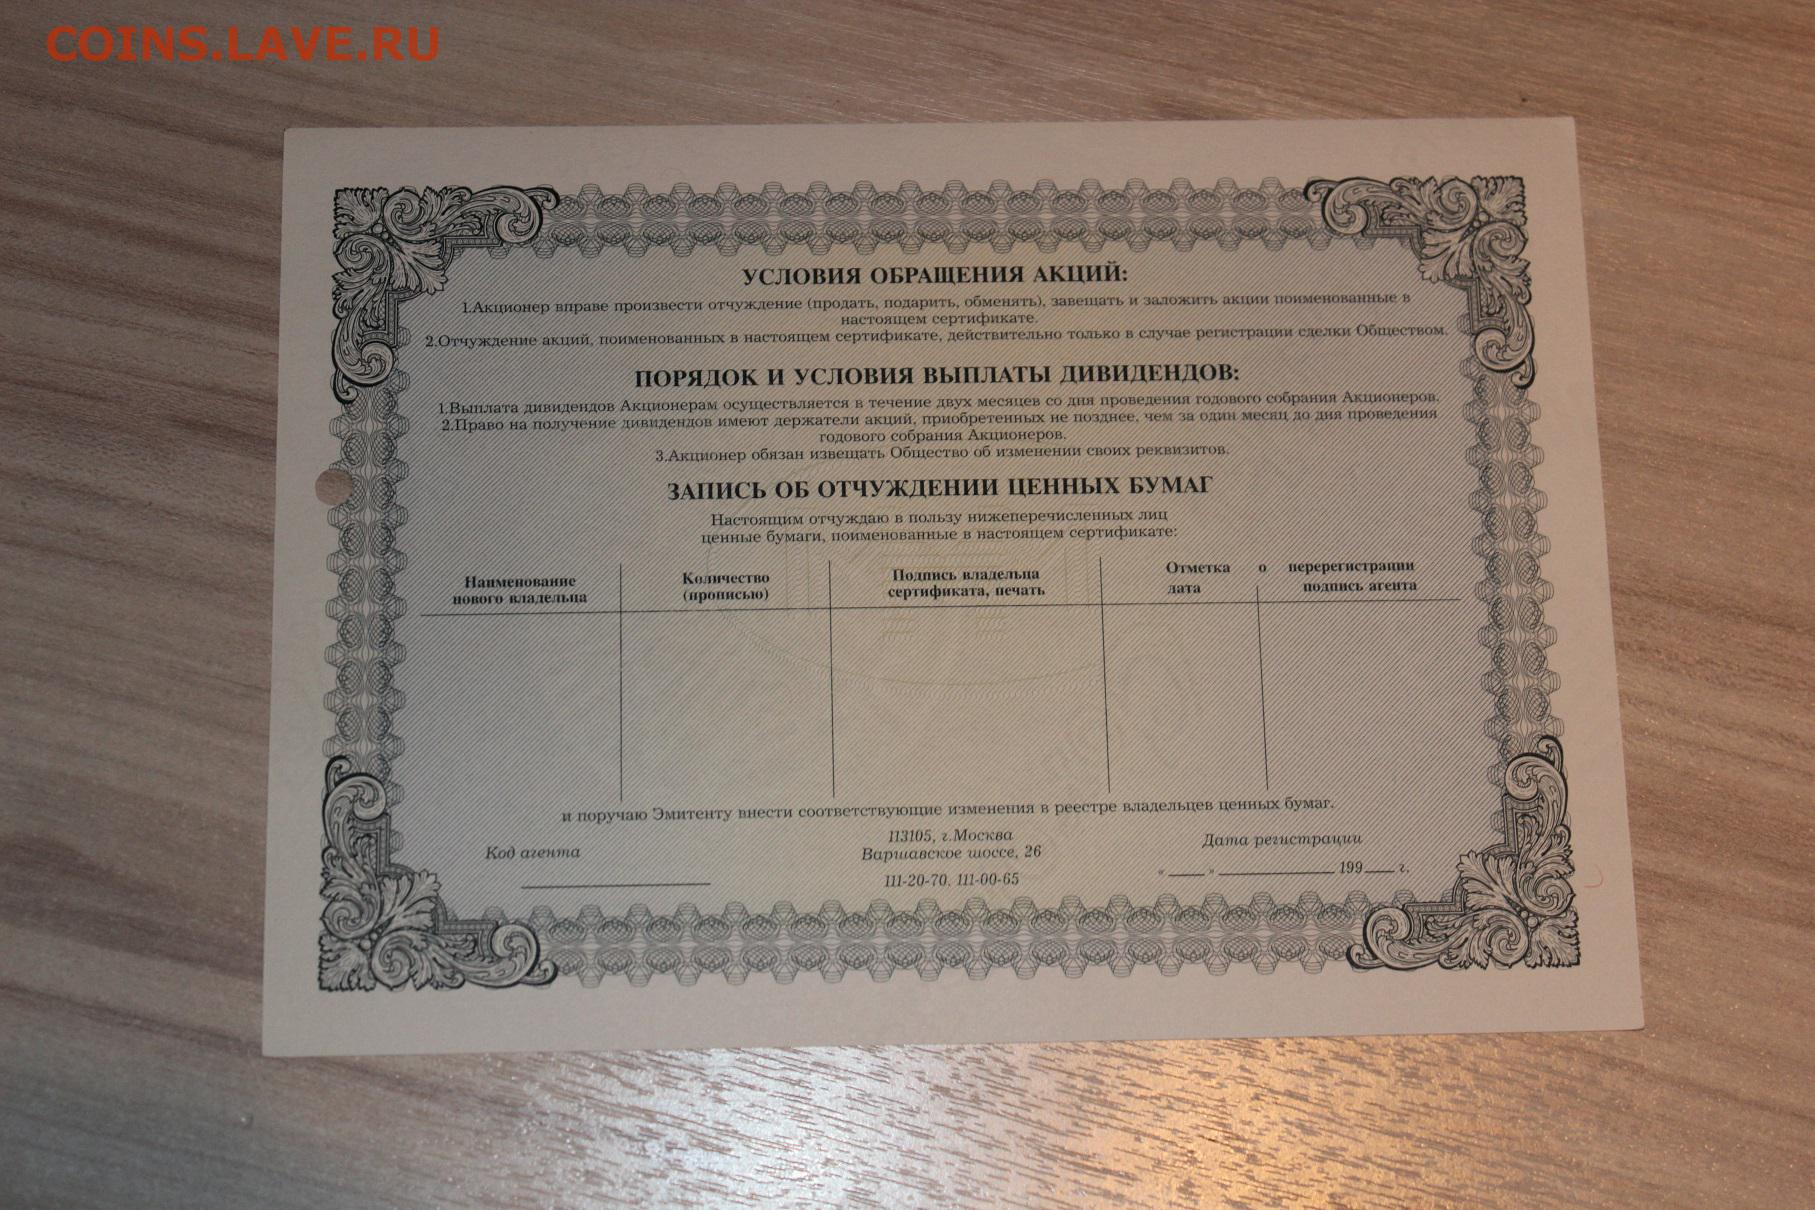 COINS.LAVE.RU
УСЛОВИЯ ОБРАЩЕНИЯ АКЦИЙ:
1.Акционер вправе произвести отчуждение (продать, подарить, обменять), завещать и заложить акции поименованные в
настоящем сертификате.
2.Отчуждение акций, поименованных в настоящем сертификате, действительно только в случае регистрации сделки Обществом.
ПОРЯДОК И УСЛОВИЯ ВЫПЛАТЫ ДИВИДЕНДОВ:
1.Выплата дивидендов Акционерам осуществляется в течение двух месяцев со дня проведения годового собрания Акционеров.
2.Право на получение дивидендов имеют держатели акций, приобретенных не позднее, чем за один месяц до дня проведения
годового собрания Акционеров.
3.Акционер обязан извещать Общество об изменении своих реквизитов.
ЗАПИСЬ ОБ ОТЧУЖДЕНИИ ЦЕННЫХ БУМАГ
Настоящим отчуждаю в пользу нижеперечисленных лиц
ценные бумаги, поименованные в настоящем сертификате:
Наименование
нового владельца
Количество
(прописью)
Подпись владельца
сертификата, печать
Отметка о перерегистрации
дата
подпись агента
и поручаю Эмитенту внести соответствующие изменения в реестре владельцев ценных бумаг.
Код агента
113105, г.Москва
Варшавское шоссе, 26
111-20-70. 111-00-65
Дата регистрации
«____»____________199___г.